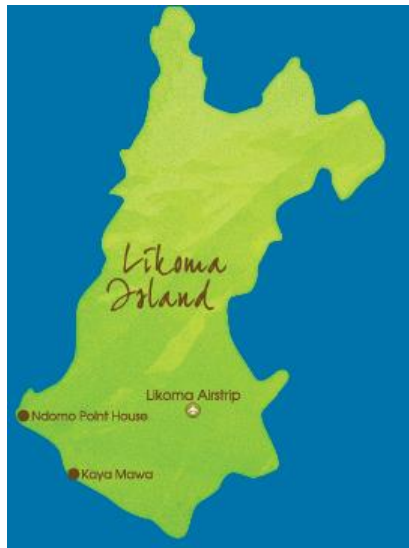 Likoma
Island
Likoma Airstrip
Ndomo Point House
Kaya Mawa